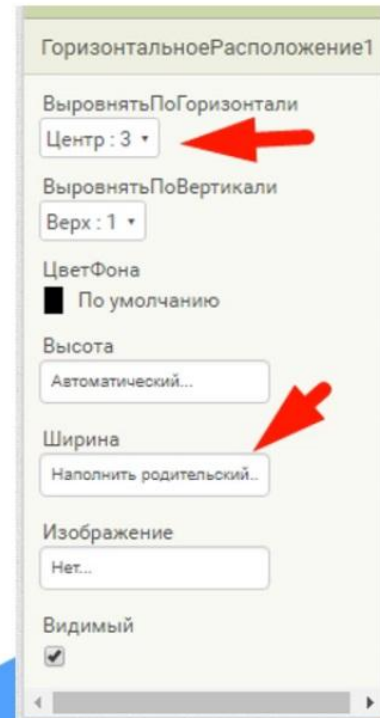 ГоризонтальноеРасположение1
ВыровнятьПоГоризонтали
Центр : 3
ВыровнятьПоВертикали
Верх : 1
ЦветФона
По умолчанию
Высота
Автоматический...
Ширина
Наполнить родительский..
Изображение
Нет...
Видимый